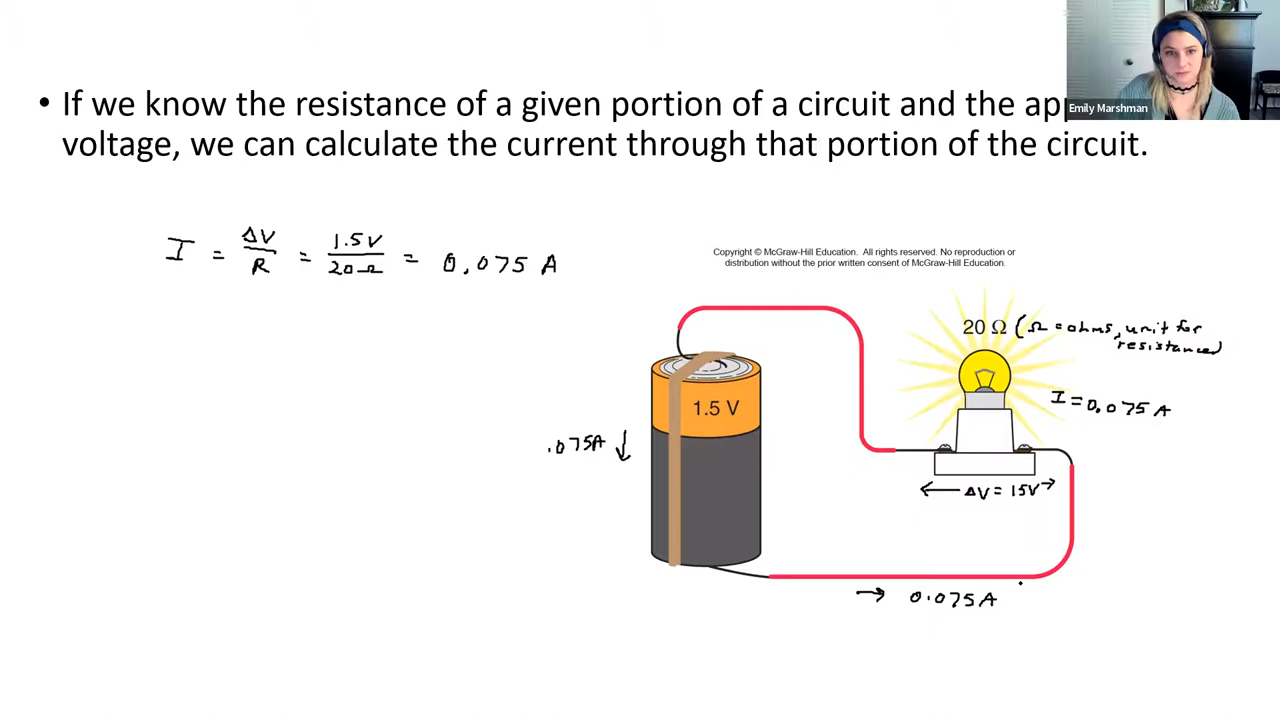 • If we know the resistance of a given portion of a circuit and the ap
Emily Marshman
voltage, we can calculate the current through that portion of the circuit.
I = ΔV/R = 1.5V/20Ω = 0.075 A
Copyright © McGraw-Hill Education. All rights reserved. No reproduction or
distribution without the prior written consent of McGraw-Hill Education.
20 Ω (Ω = ohms, unit for
resistance)
1.5 V
I = 0.075 A
.075A ↓
← ΔV = 15V →
→ 0.075A